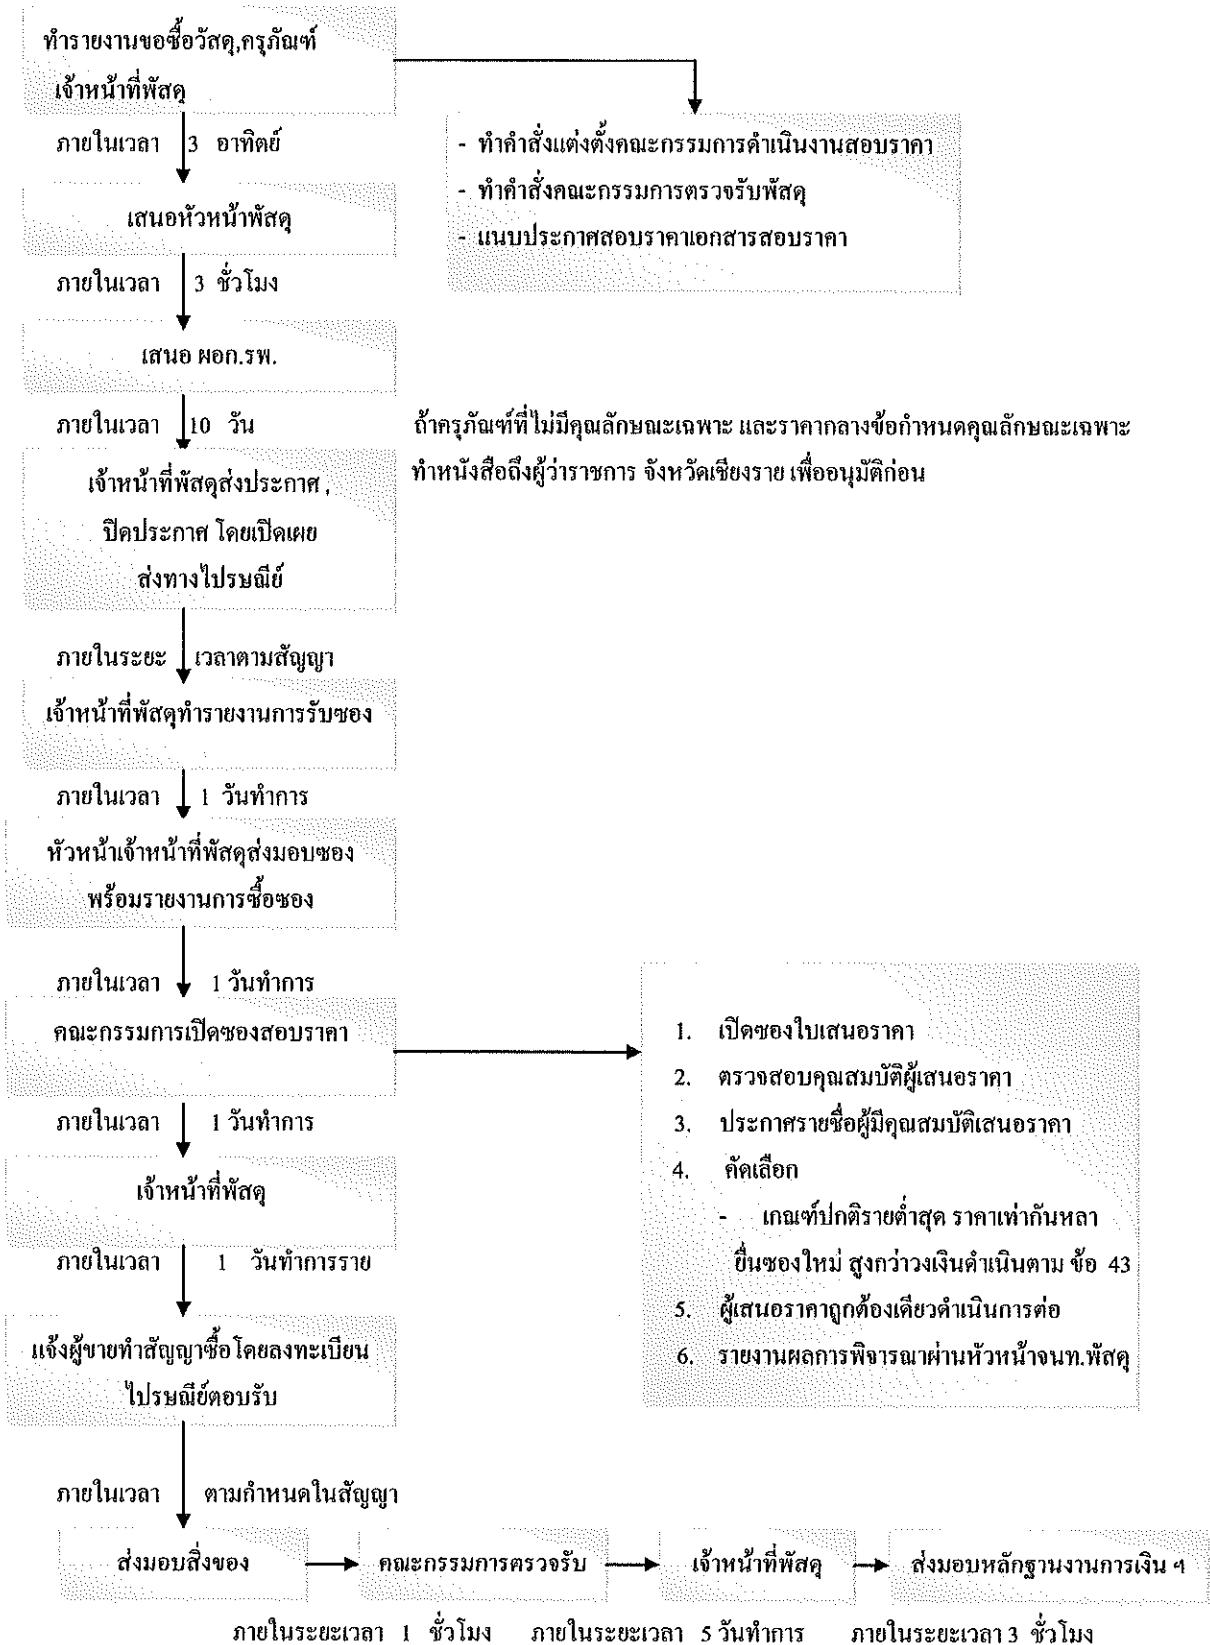 ทำรายงานขอซื้อวัสดุ,ครุภัณฑ์
เจ้าหน้าที่พัสดุ
ภายในเวลา 3 อาทิตย์
- ทำคำสั่งแต่งตั้งคณะกรรมการดำเนินงานสอบราคา
- ทำคำสั่งคณะกรรมการตรวจรับพัสดุ
- แนบประกาศสอบราคาเอกสารสอบราคา
เสนอหัวหน้าพัสดุ
ภายในเวลา 3 ชั่วโมง
เสนอ ผอก.รพ.
ภายในเวลา 10 วัน
ถ้าครุภัณฑ์ที่ไม่มีคุณลักษณะเฉพาะ และราคากลางข้อกำหนดคุณลักษณะเฉพาะ
ทำหนังสือถึงผู้ว่าราชการ จังหวัดเชียงราย เพื่ออนุมัติก่อน
เจ้าหน้าที่พัสดุส่งประกาศ ,
ปิดประกาศ โดยเปิดเผย
ส่งทางไปรษณีย์
ภายในระยะ เวลาตามสัญญา
เจ้าหน้าที่พัสดุทำรายงานการรับซอง
ภายในเวลา 1 วันทำการ
หัวหน้าเจ้าหน้าที่พัสดุส่งมอบซอง
พร้อมรายงานการซื้อซอง
ภายในเวลา 1 วันทำการ
คณะกรรมการเปิดซองสอบราคา
ภายในเวลา 1 วันทำการ
1. เปิดซองใบเสนอราคา
2. ตรวจสอบคุณสมบัติผู้เสนอราคา
3. ประกาศรายชื่อผู้มีคุณสมบัติเสนอราคา
4. คัดเลือก
- เกณฑ์ปกติรายต่ำสุด ราคาเท่ากันหลา
ยื่นซองใหม่ สูงกว่าวงเงินดำเนินตาม ข้อ 43
5. ผู้เสนอราคาถูกต้องเดียวดำเนินการต่อ
6. รายงานผลการพิจารณาผ่านหัวหน้าจนท.พัสดุ
เจ้าหน้าที่พัสดุ
ภายในเวลา 1 วันทำการราย
แจ้งผู้ขายทำสัญญาซื้อโดยลงทะเบียน
ไปรษณีย์ตอบรับ
ภายในเวลา ตามกำหนดในสัญญา
ส่งมอบสิ่งของ คณะกรรมการตรวจรับ เจ้าหน้าที่พัสดุ ส่งมอบหลักฐานงานการเงิน ฯ
ภายในระยะเวลา 1 ชั่วโมง ภายในระยะเวลา 5 วันทำการ ภายในระยะเวลา 3 ชั่วโมง